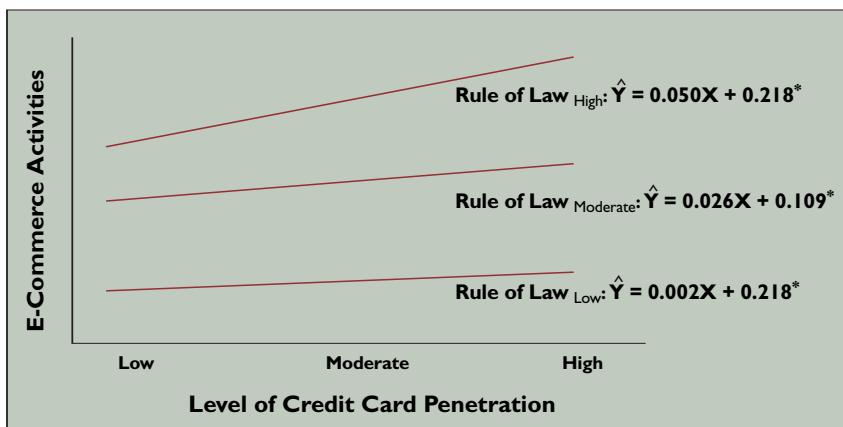 E-Commerce Activities
Rule of Law High: Ŷ = 0.050X + 0.218*
Rule of Law Moderate: Ŷ = 0.026X + 0.109*
Rule of Law Low: Ŷ = 0.002X + 0.218*
Low Moderate High
Level of Credit Card Penetration